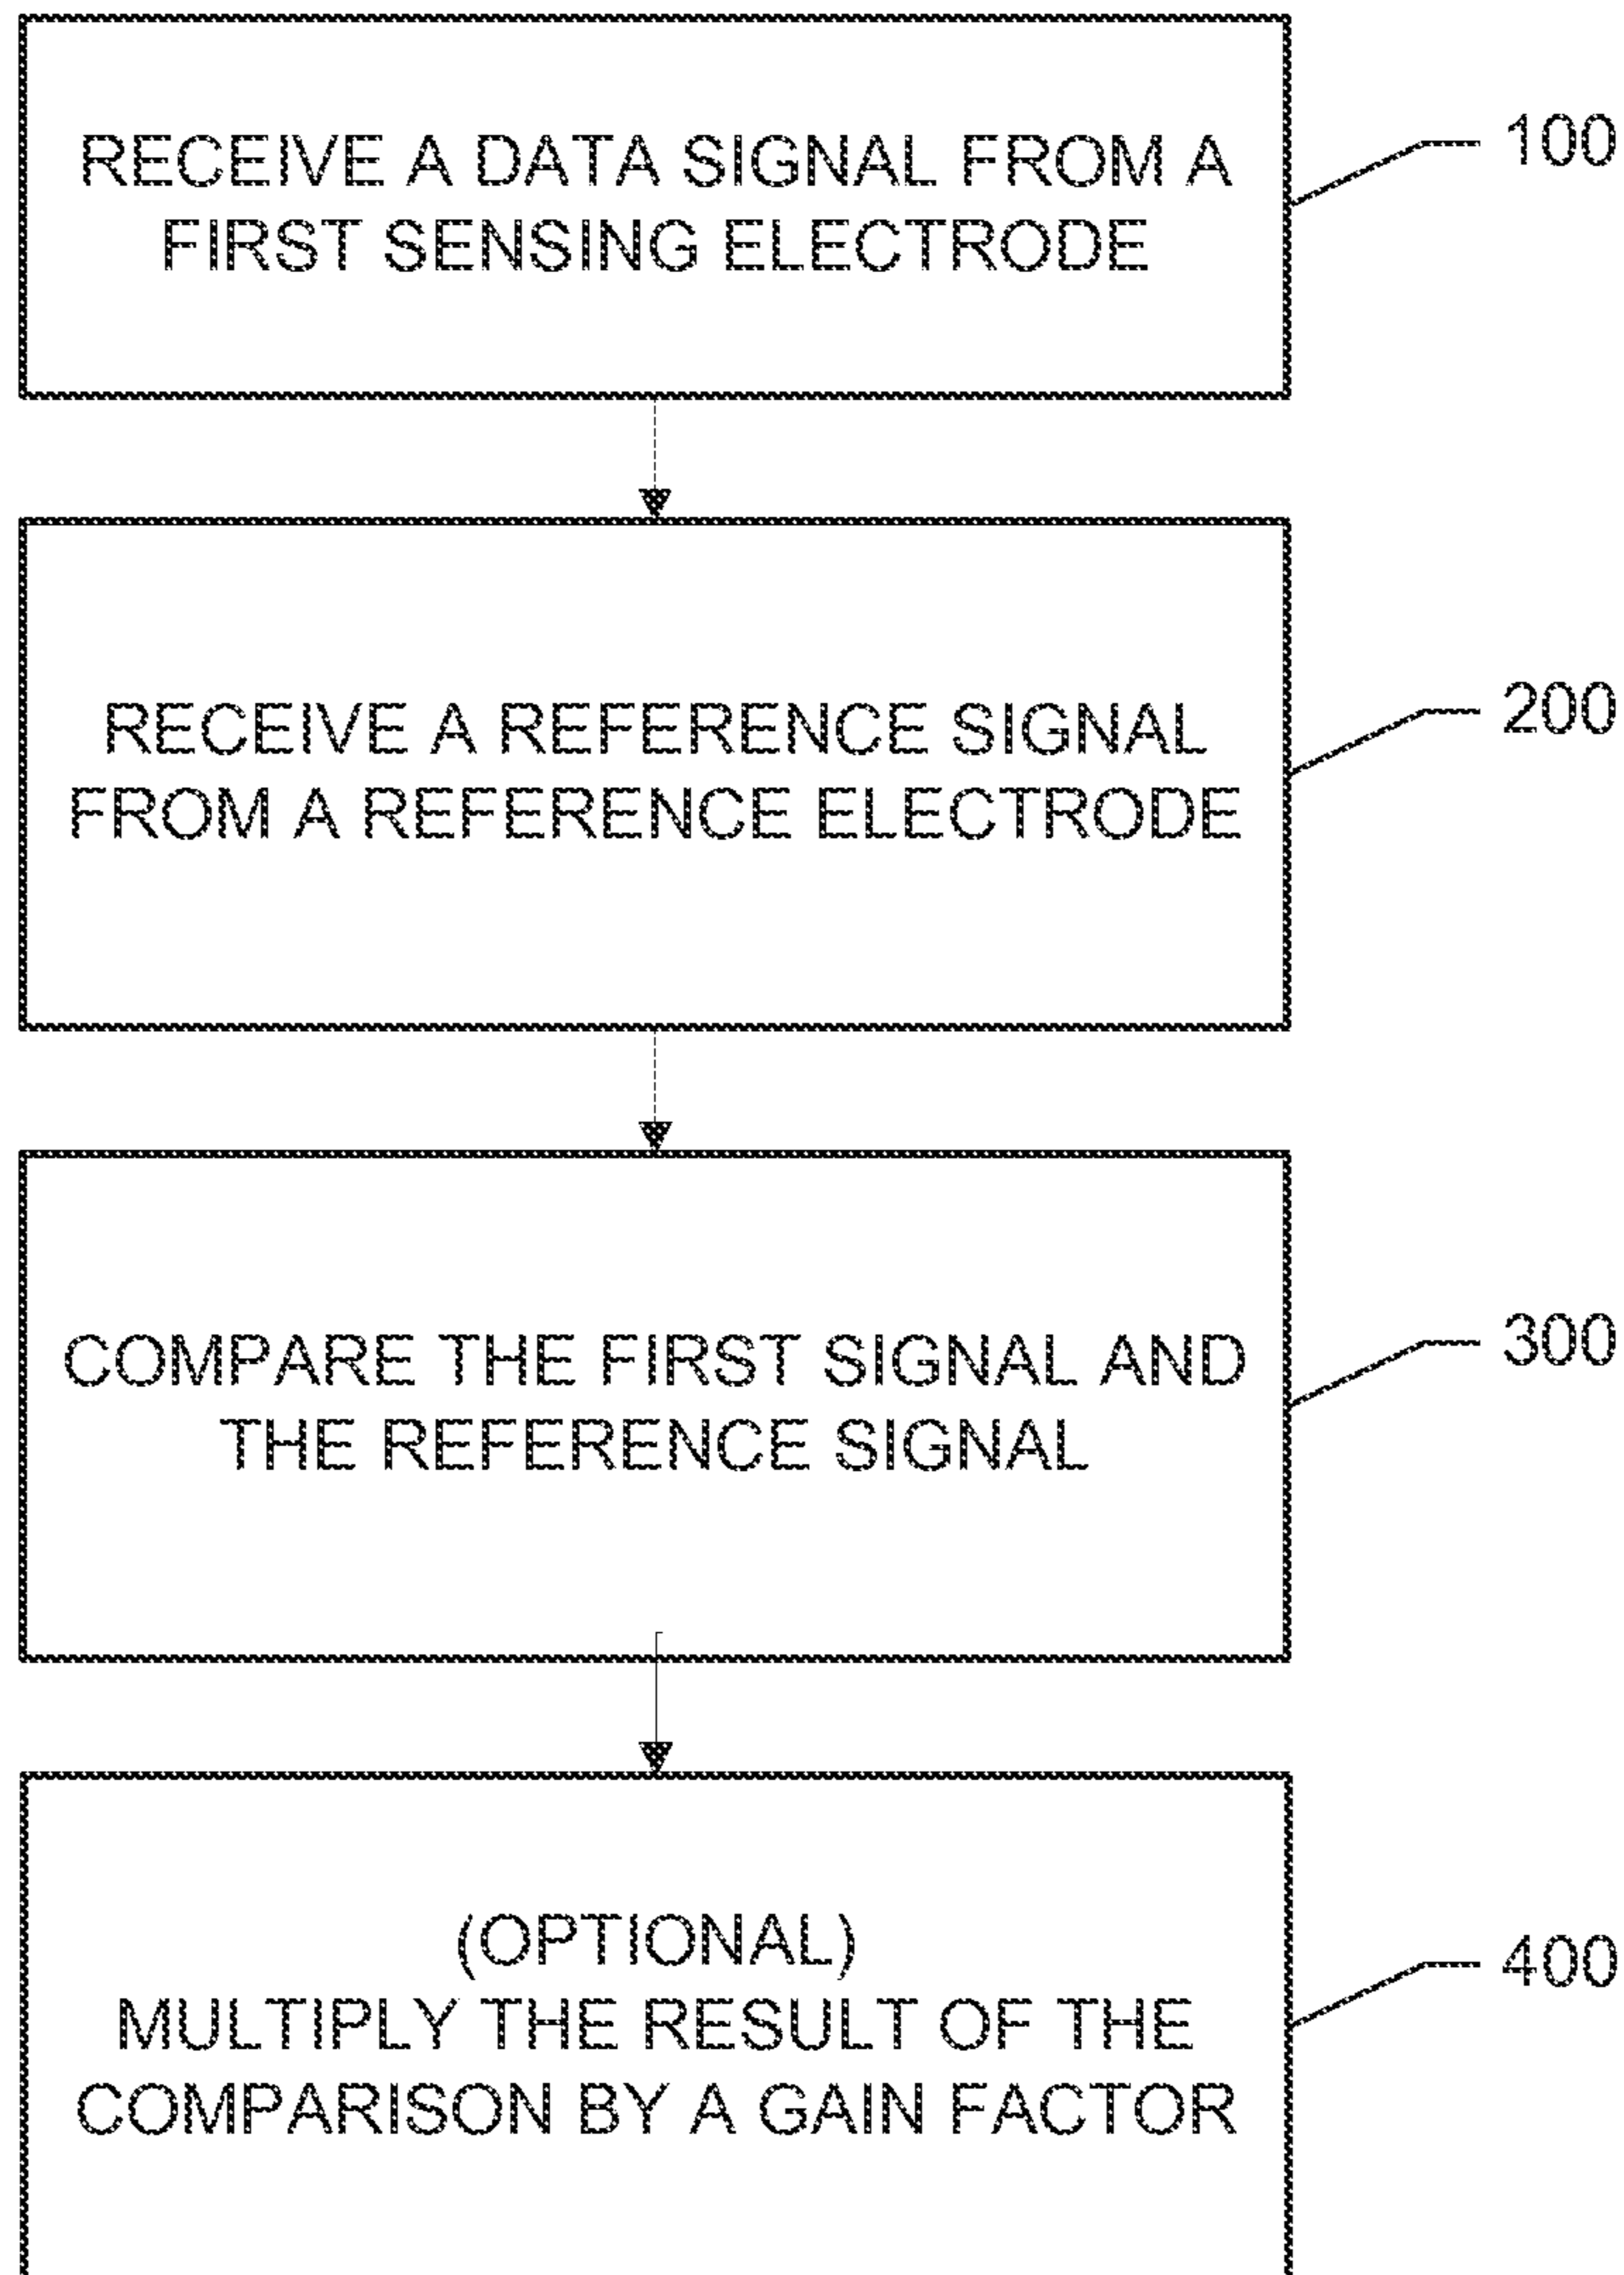 RECEIVE A DATA SIGNAL FROM A
FIRST SENSING ELECTRODE
100
RECEIVE A REFERENCE SIGNAL
FROM A REFERENCE ELECTRODE
200
COMPARE THE FIRST SIGNAL AND
THE REFERENCE SIGNAL
300
(OPTIONAL)
MULTIPLY THE RESULT OF THE
COMPARISON BY A GAIN FACTOR
400